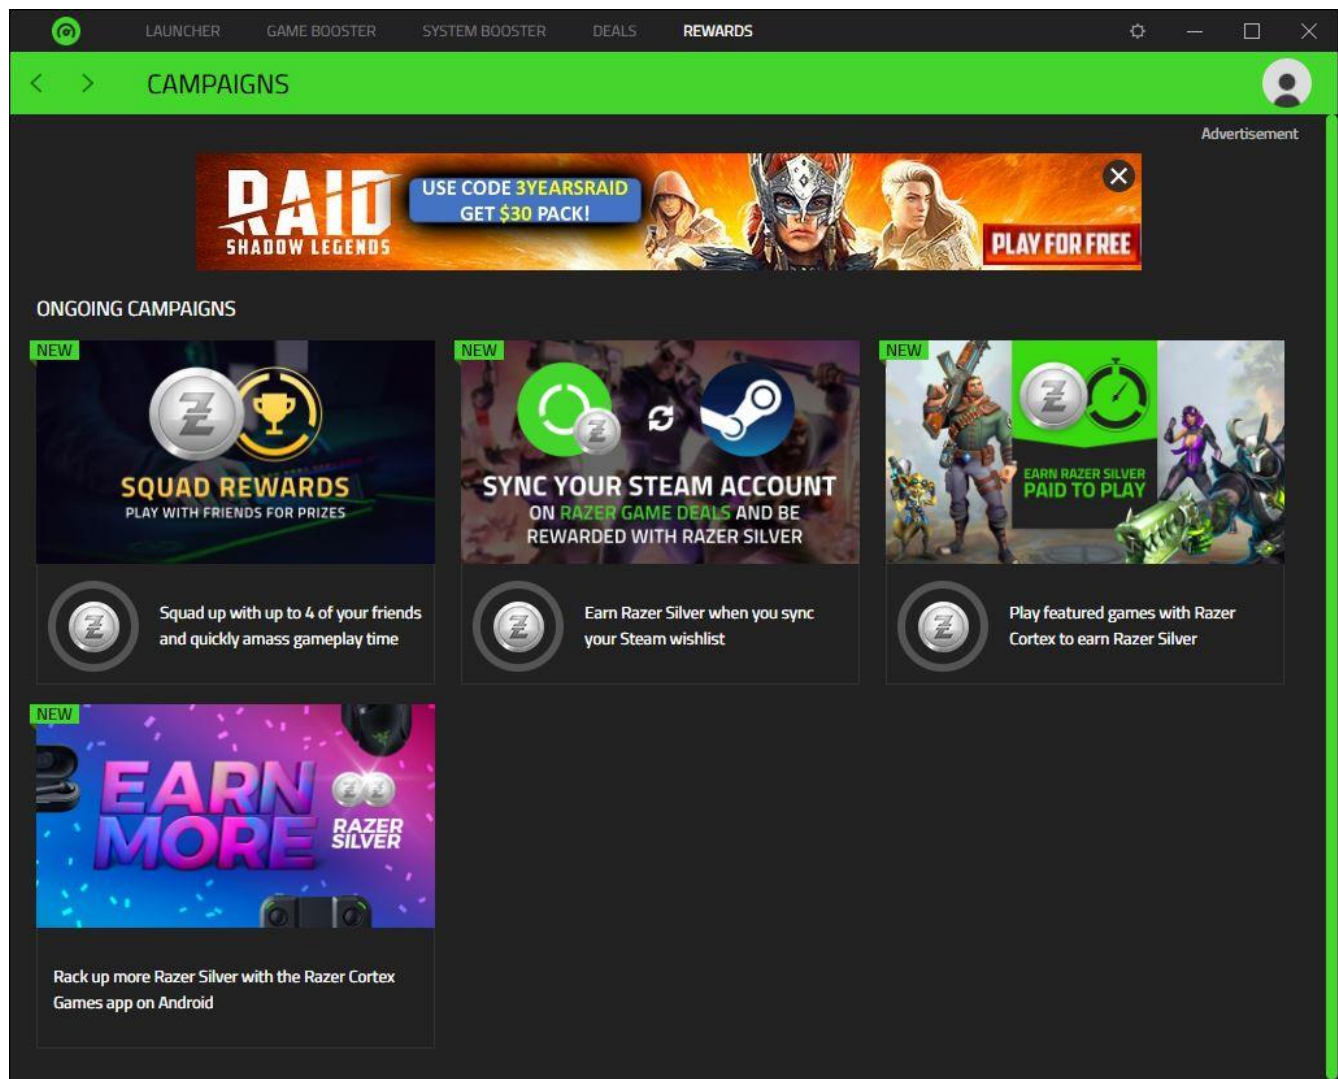 LAUNCHER
GAME BOOSTER
SYSTEM BOOSTER
DEALS
REWARDS
CAMPAIGNS
Advertisement
RAID
SHADOW LEGENDS
USE CODE 3YEARSRAID
GET $30 PACK!
PLAY FOR FREE
ONGOING CAMPAIGNS
NEW
SQUAD REWARDS
PLAY WITH FRIENDS FOR PRIZES
Squad up with up to 4 of your friends
and quickly amass gameplay time
NEW
SYNC YOUR STEAM ACCOUNT
ON RAZER GAME DEALS AND BE
REWARDED WITH RAZER SILVER
Earn Razer Silver when you sync
your Steam wishlist
NEW
EARN RAZER SILVER
PAID TO PLAY
Play featured games with Razer
Cortex to earn Razer Silver
NEW
EARN
MORE
RAZER
SILVER
Rack up more Razer Silver with the Razer Cortex
Games app on Android